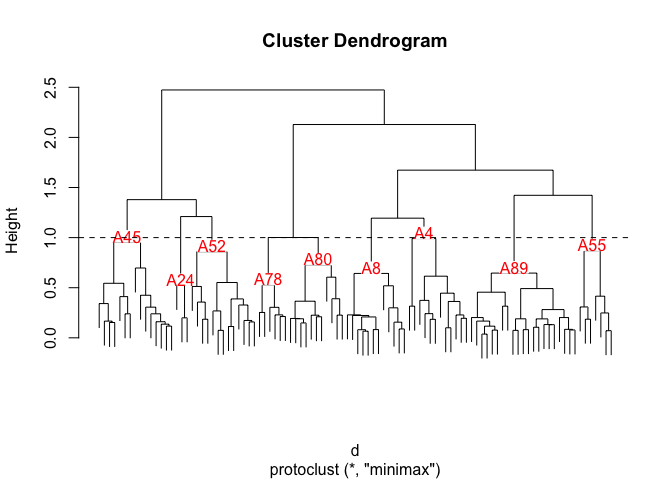 Cluster Dendrogram
Height
2.5
2.0
1.5
1.0
0.5
0.0
A45
A52
A24
A78
A80
A8
A4
A89
A55
d
protoclust (*, "minimax")